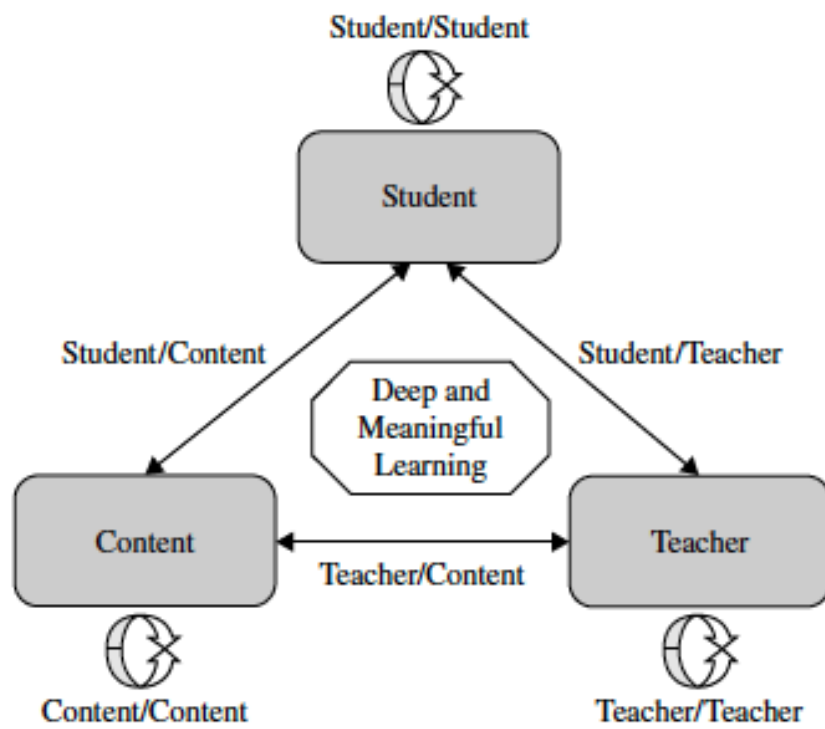 Student/Student
Student
Student/Content
Student/Teacher
Deep and
Meaningful
Learning
Content
Teacher
Teacher/Content
Content/Content
Teacher/Teacher